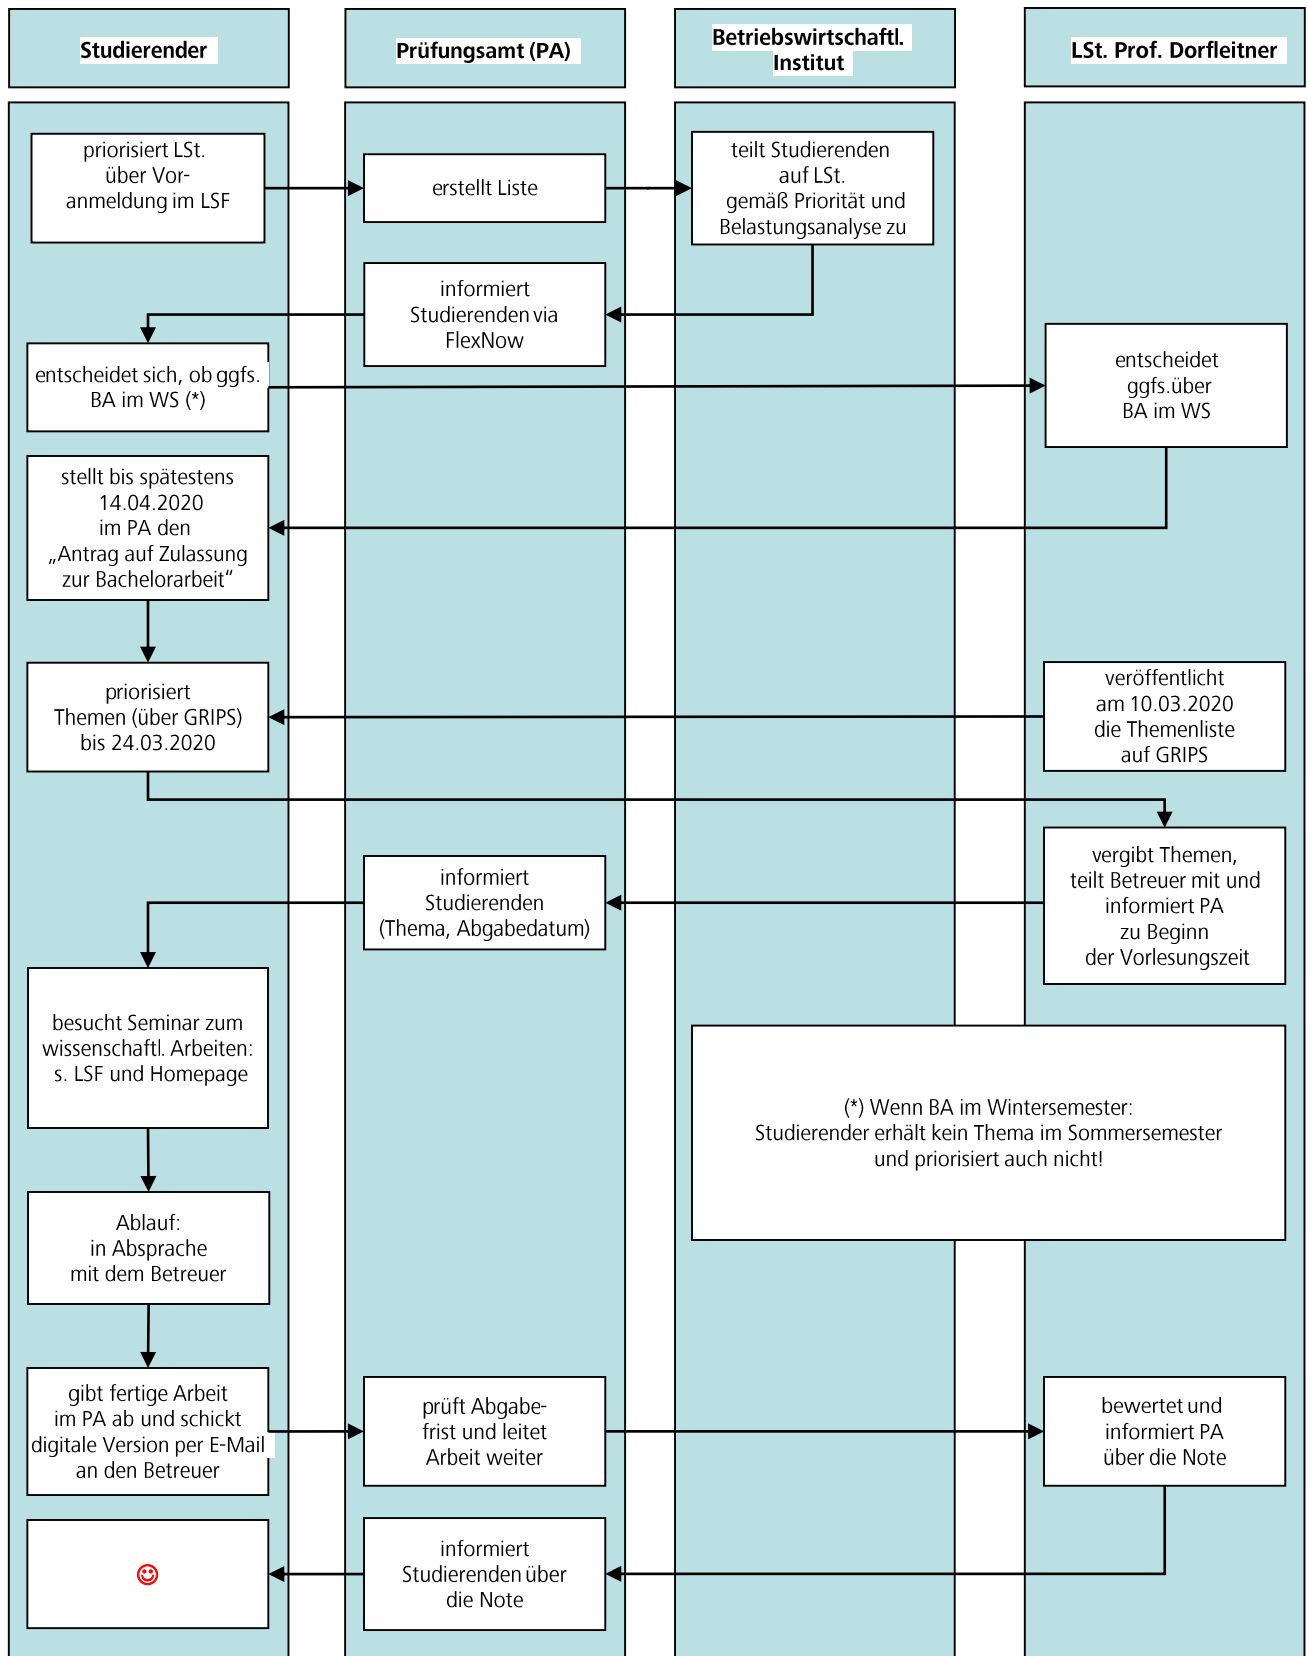 Studierender
Prüfungsamt (PA)
Betriebswirtschaftl.
Institut
LSt. Prof. Dorfleitner
priorisiert LSt.
über Vor-
anmeldung im LSF
erstellt Liste
teilt Studierenden
auf LSt.
gemäß Priorität und
Belastungsanalyse zu
informiert
Studierenden via
FlexNow
entscheidet sich, ob ggfs.
BA im WS (*)
entscheidet
ggfs.über
BA im WS
stellt bis spätestens
14.04.2020
im PA den
„Antrag auf Zulassung
zur Bachelorarbeit“
priorisiert
Themen (über GRIPS)
bis 24.03.2020
veröffentlicht
am 10.03.2020
die Themenliste
auf GRIPS
vergibt Themen,
teilt Betreuer mit und
informiert PA
zu Beginn
der Vorlesungszeit
informiert
Studierenden
(Thema, Abgabedatum)
besucht Seminar zum
wissenschaftl. Arbeiten:
s. LSF und Homepage
(*) Wenn BA im Wintersemester:
Studierender erhält kein Thema im Sommersemester
und priorisiert auch nicht!
Ablauf:
in Absprache
mit dem Betreuer
gibt fertige Arbeit
im PA ab und schickt
digitale Version per E-Mail
an den Betreuer
prüft Abgabe-
frist und leitet
Arbeit weiter
bewertet und
informiert PA
über die Note
informiert
Studierenden über
die Note
☺